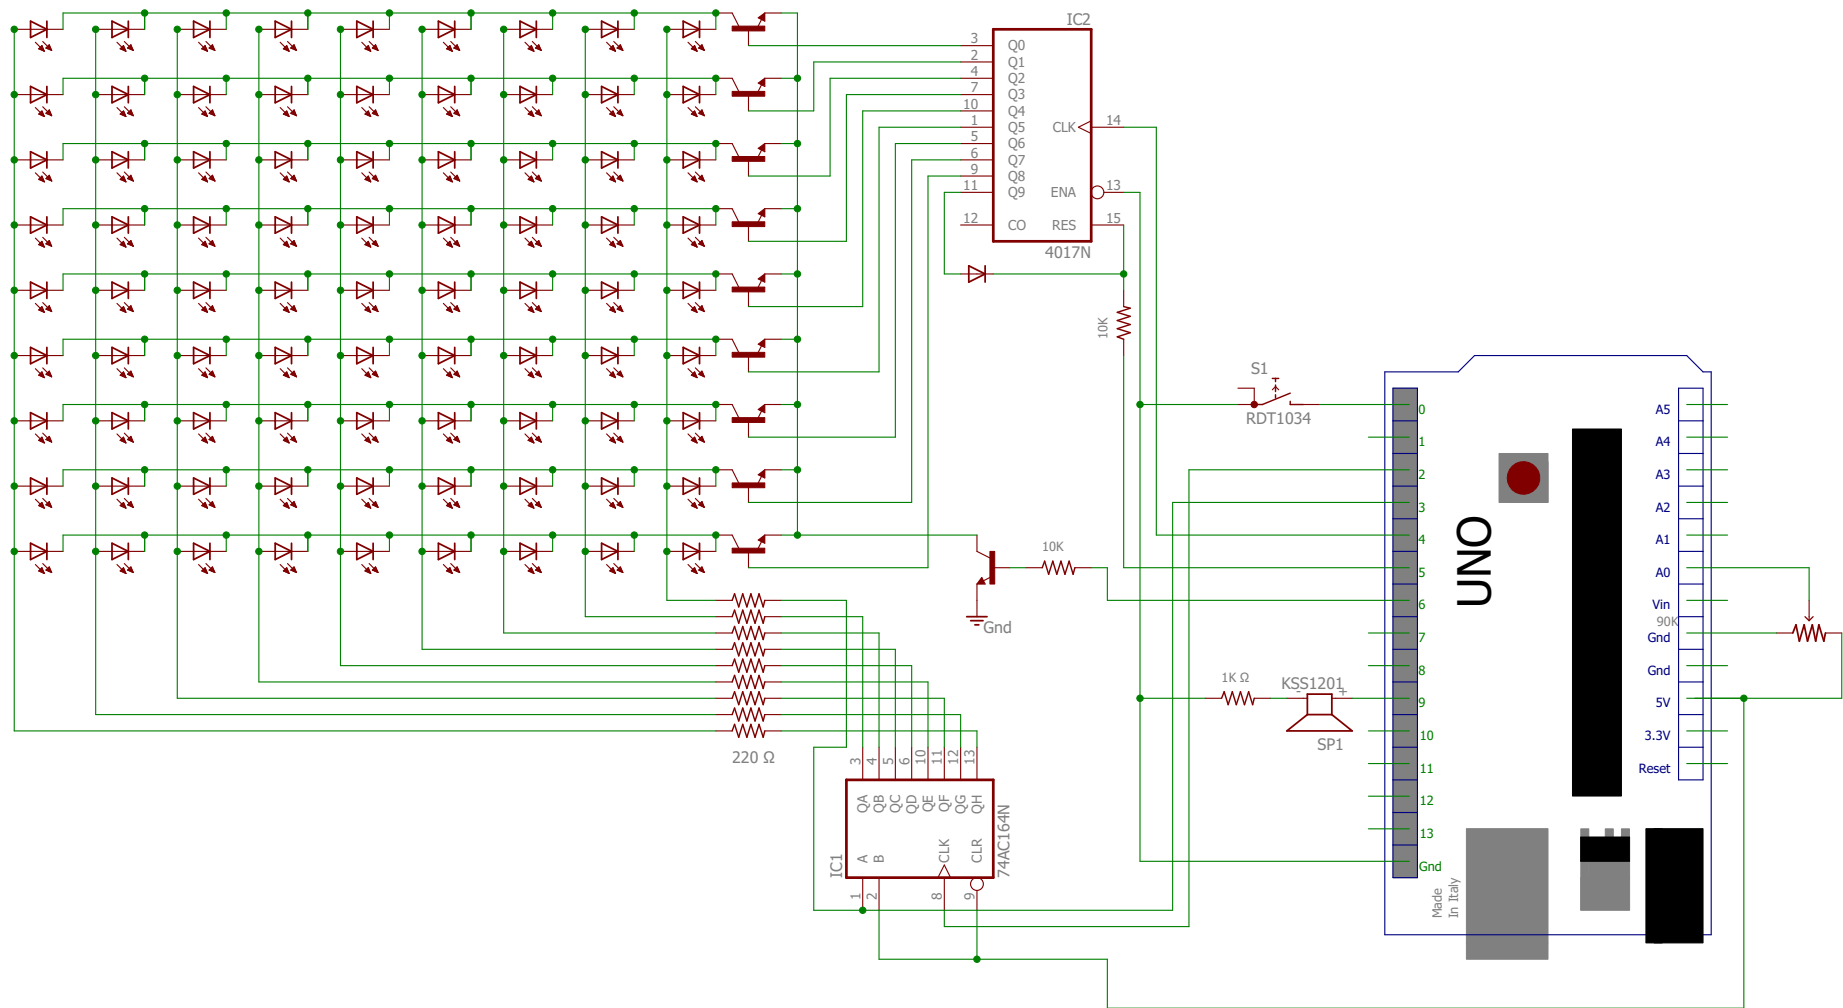 IC2
3 Q0
2 Q1
4 Q2
7 Q3
10 Q4
1 Q5 CLK 14
5 Q6
6 Q7
9 Q8
11 Q9 ENA 13
12 CO RES 15
4017N
10K
S1
RDT1034
10K
Gnd
220 Ω
1K Ω
KSS1201
- +
SP1
3 4 5 6 10 11 12 13
QA QB QC QD QE QF QG QH
A B CLK CLR
1 2 8 9
IC1
74AC164N
0
1
2
3
4
5
6
7
8
9
10
11
12
13
Gnd
UNO
Made
In Italy
A5
A4
A3
A2
A1
A0
Vin
90K
Gnd
Gnd
5V
3.3V
Reset